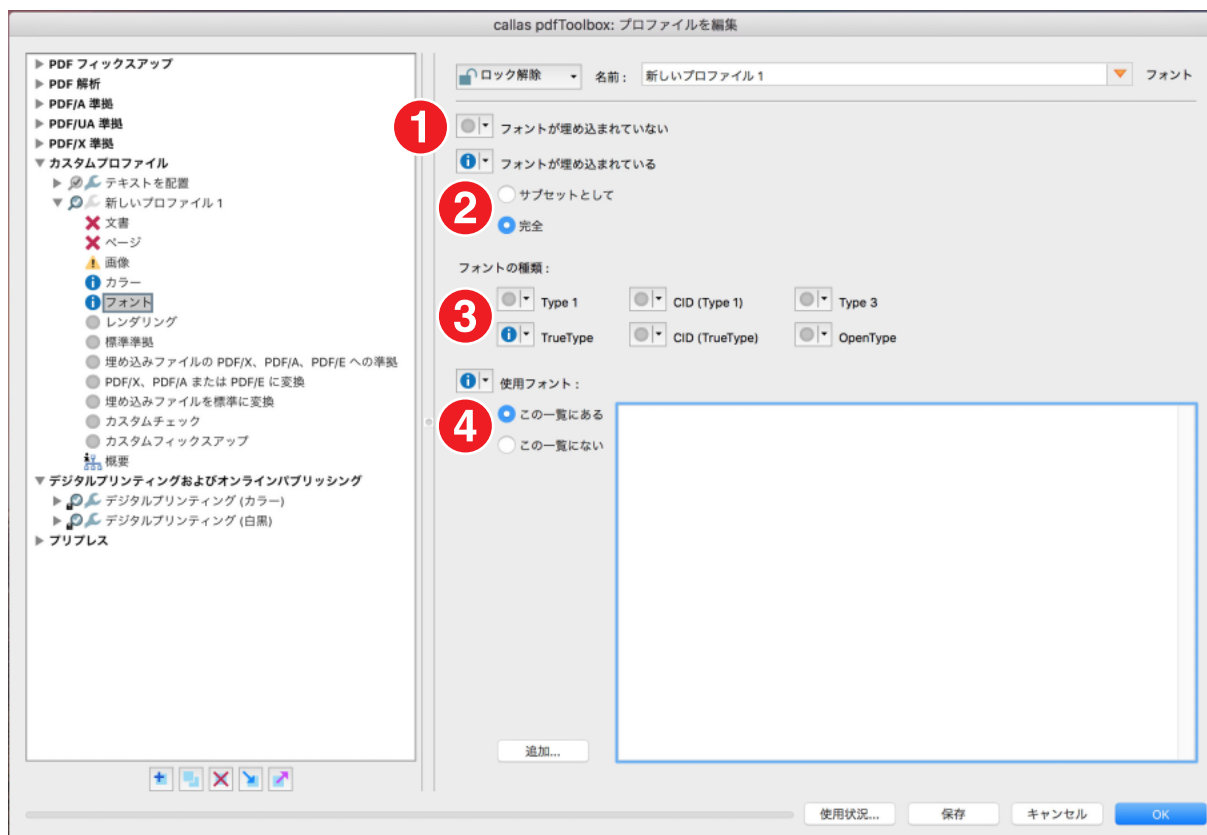 callas pdfToolbox: プロファイルを編集
PDF フィックスアップ
PDF 解析
PDF/A 準拠
PDF/UA 準拠
PDF/X 準拠
カスタムプロファイル
テキストを配置
新しいプロファイル 1
文書
ページ
画像
カラー
フォント
レンダリング
標準準拠
埋め込みファイルの PDF/X、PDF/A、PDF/E への準拠
PDF/X、PDF/A または PDF/E に変換
埋め込みファイルを標準に変換
カスタムチェック
カスタムフィックスアップ
概要
デジタルプリンティングおよびオンラインパブリッシング
デジタルプリンティング (カラー)
デジタルプリンティング (白黒)
プリプレス
ロック解除 名前 : 新しいプロファイル 1 フォント
1 フォントが埋め込まれていない
フォントが埋め込まれている
2 サブセットとして
完全
フォントの種類 :
3 Type 1 CID (Type 1) Type 3
TrueType CID (TrueType) OpenType
使用フォント :
4 この一覧にある
この一覧にない
追加...
使用状況... 保存 キャンセル OK